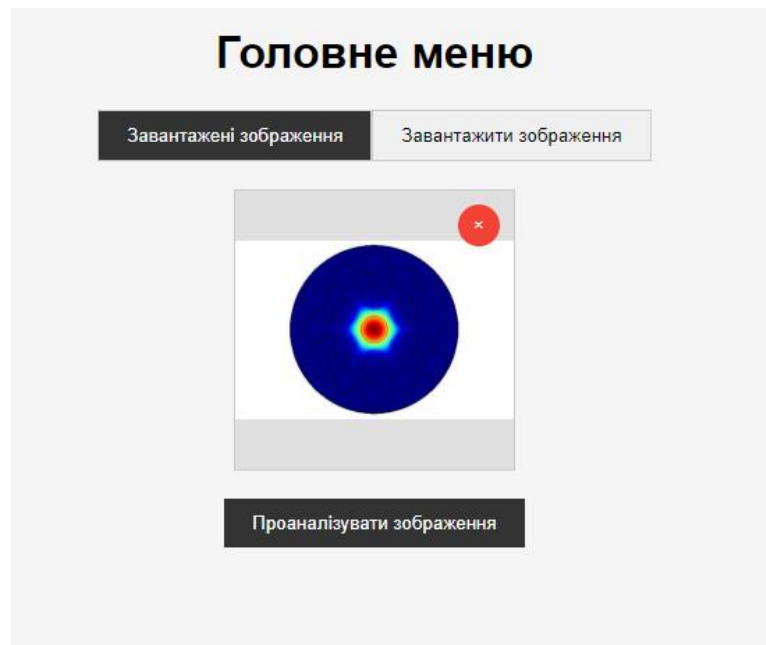 Головне меню
Завантажені зображення
Завантажити зображення
×
Проаналізувати зображення